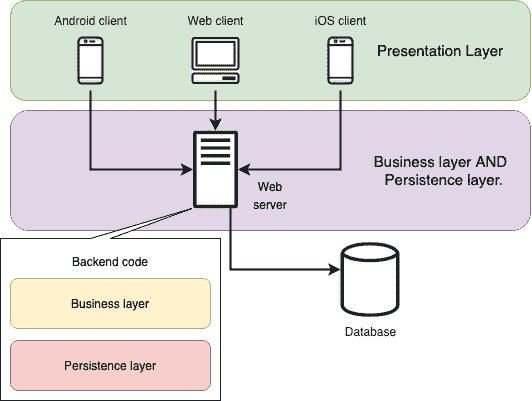 Android client
Web client
iOS client
Presentation Layer
Business layer AND
Persistence layer.
Web
server
Backend code
Business layer
Persistence layer
Database